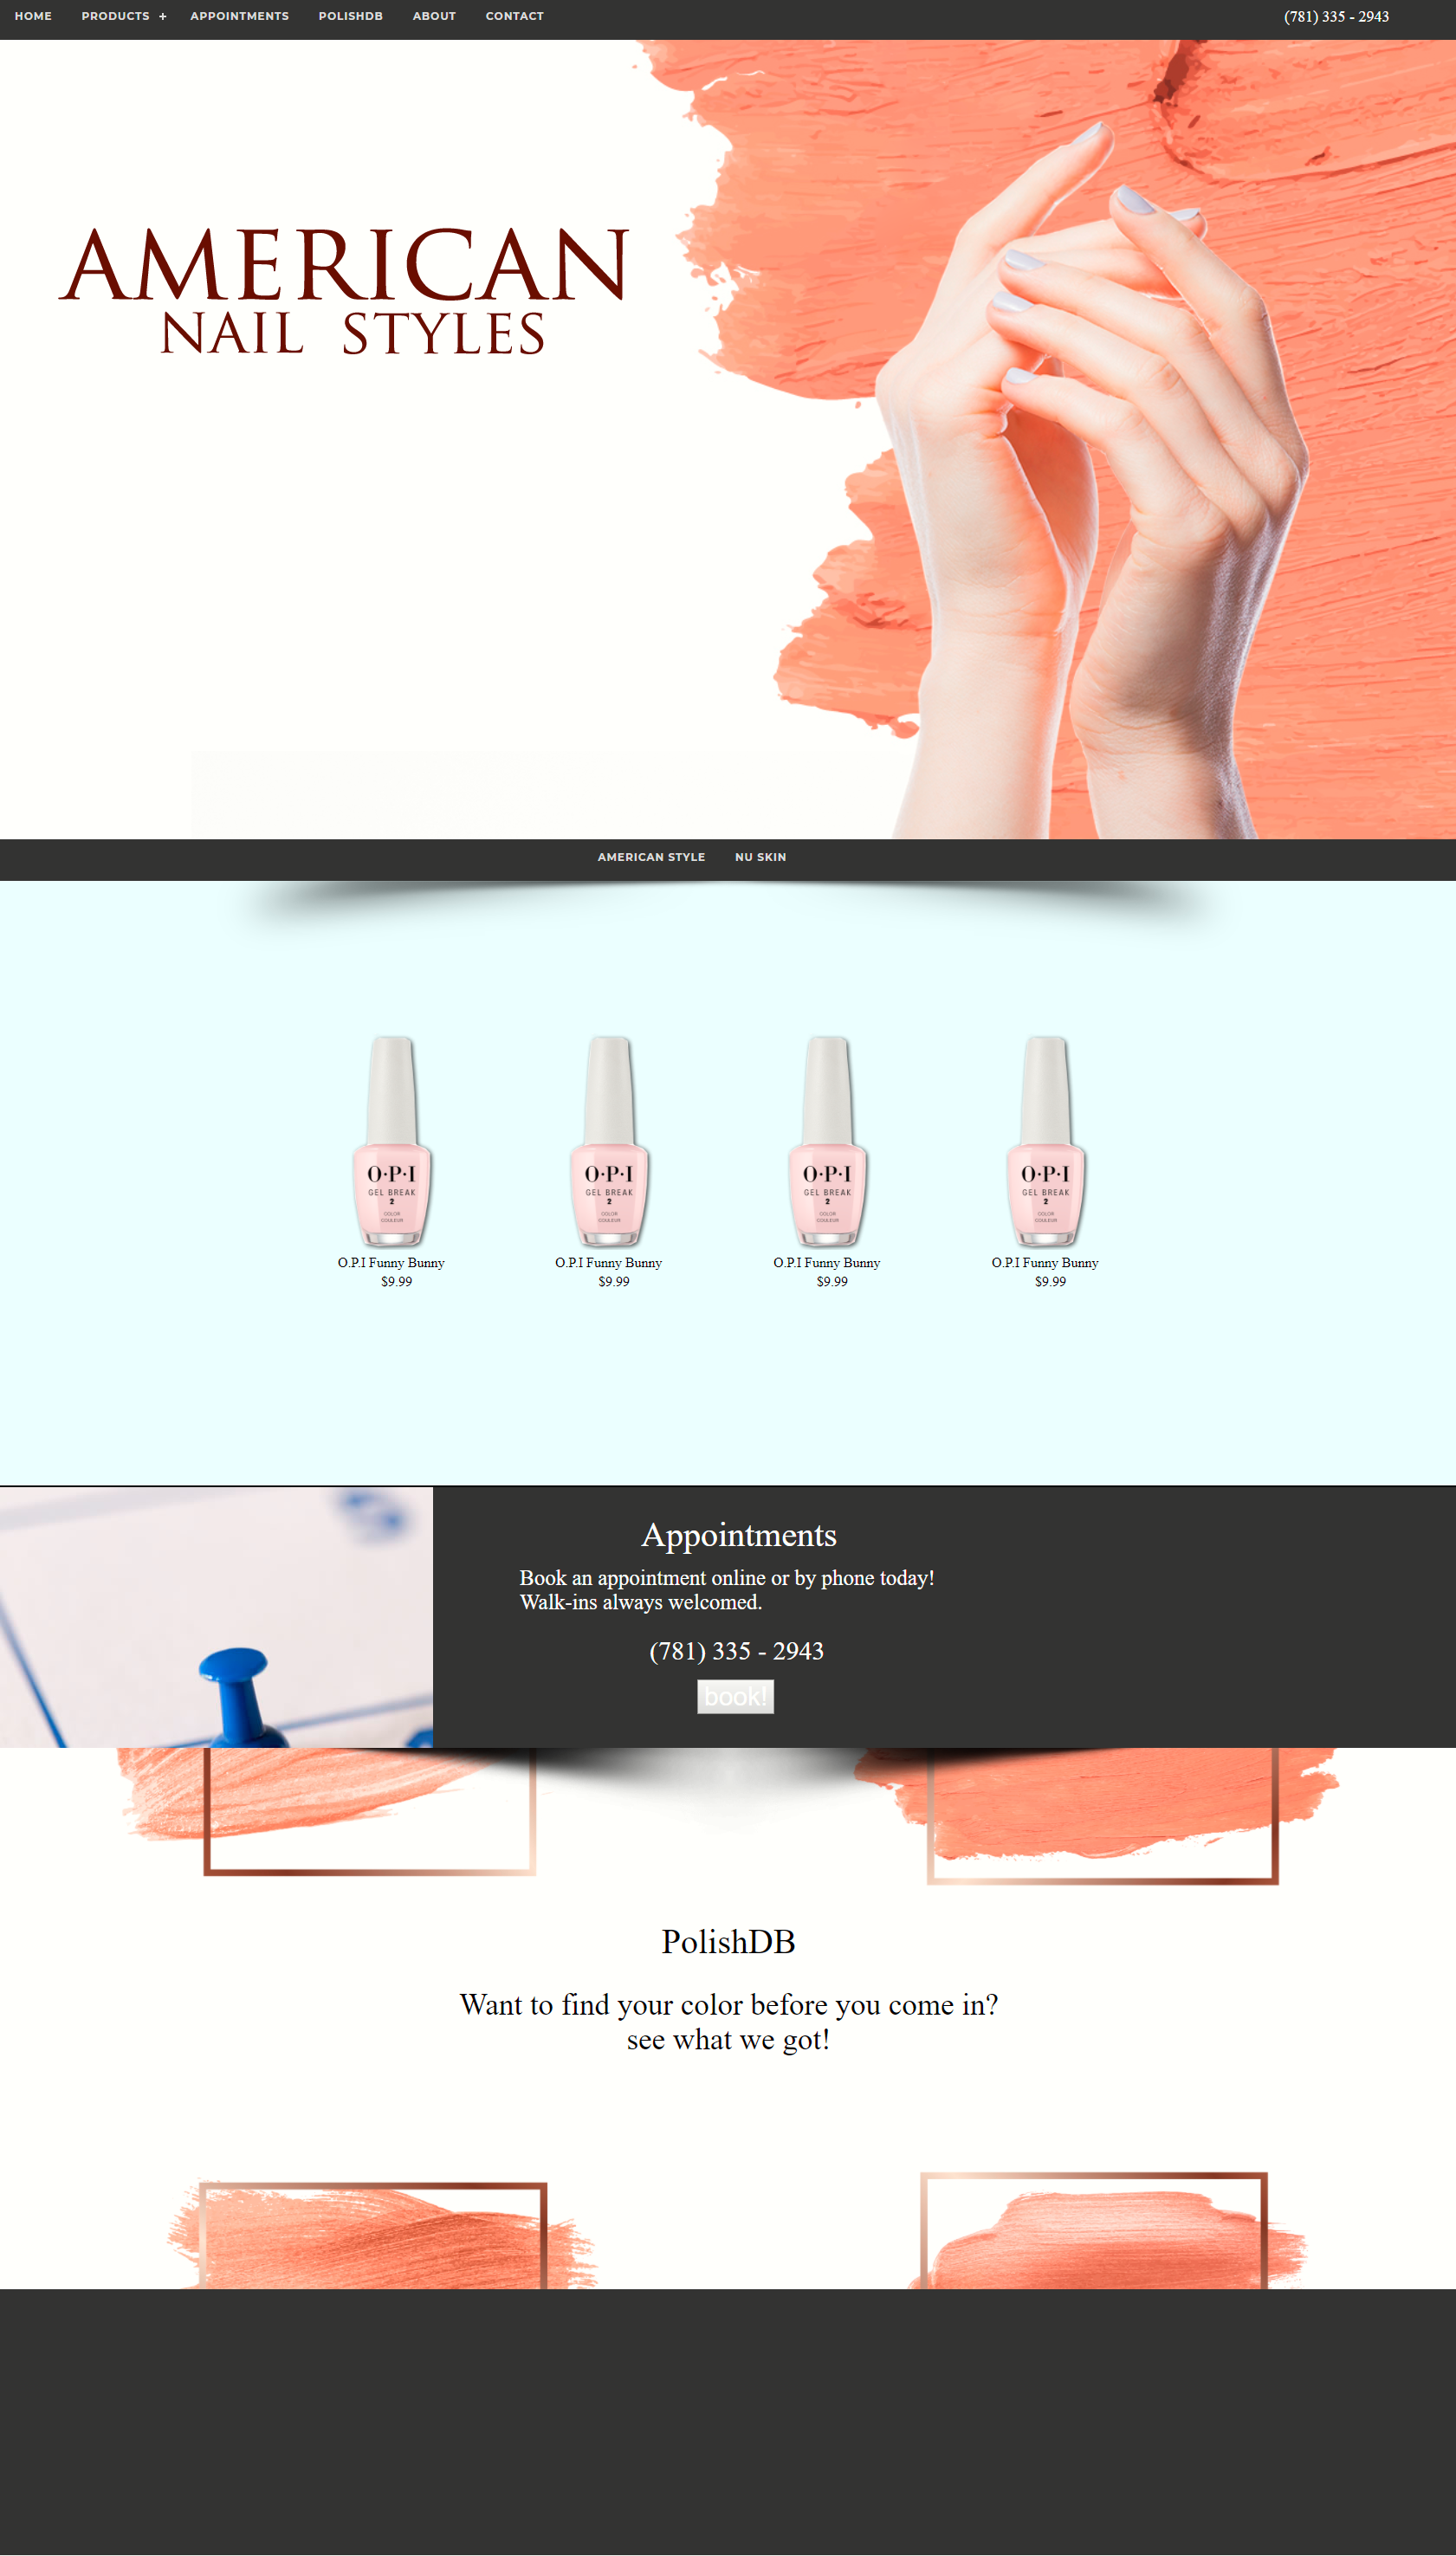 HOME PRODUCTS + APPOINTMENTS POLISHDB ABOUT CONTACT (781) 335 - 2943
AMERICAN
NAIL STYLES
AMERICAN STYLE NU SKIN
O·P·I O·P·I O·P·I O·P·I
GEL BREAK GEL BREAK GEL BREAK GEL BREAK
2 2 2 2
COLOR COLOR COLOR COLOR
COULEUR COULEUR COULEUR COULEUR
O.P.I Funny Bunny O.P.I Funny Bunny O.P.I Funny Bunny O.P.I Funny Bunny
$9.99 $9.99 $9.99 $9.99
Appointments
Book an appointment online or by phone today!
Walk-ins always welcomed.
(781) 335 - 2943
book!
PolishDB
Want to find your color before you come in?
see what we got!